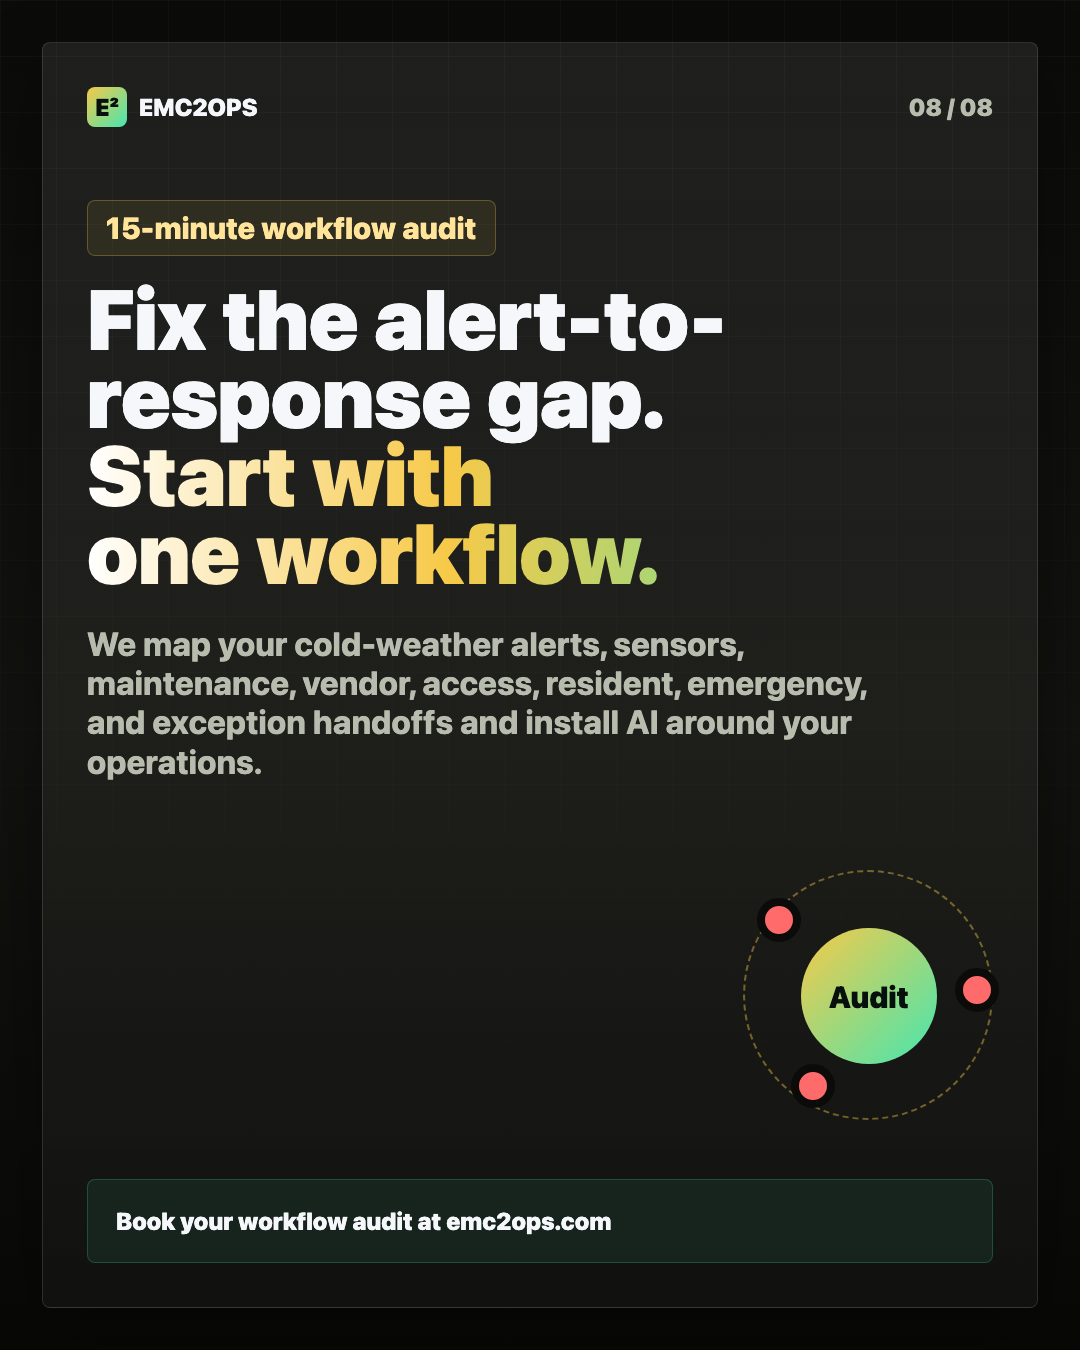 E² EMC2OPS
08 / 08
15-minute workflow audit
Fix the alert-to-
response gap.
Start with
one workflow.
We map your cold-weather alerts, sensors,
maintenance, vendor, access, resident, emergency,
and exception handoffs and install AI around your
operations.
Audit
Book your workflow audit at emc2ops.com